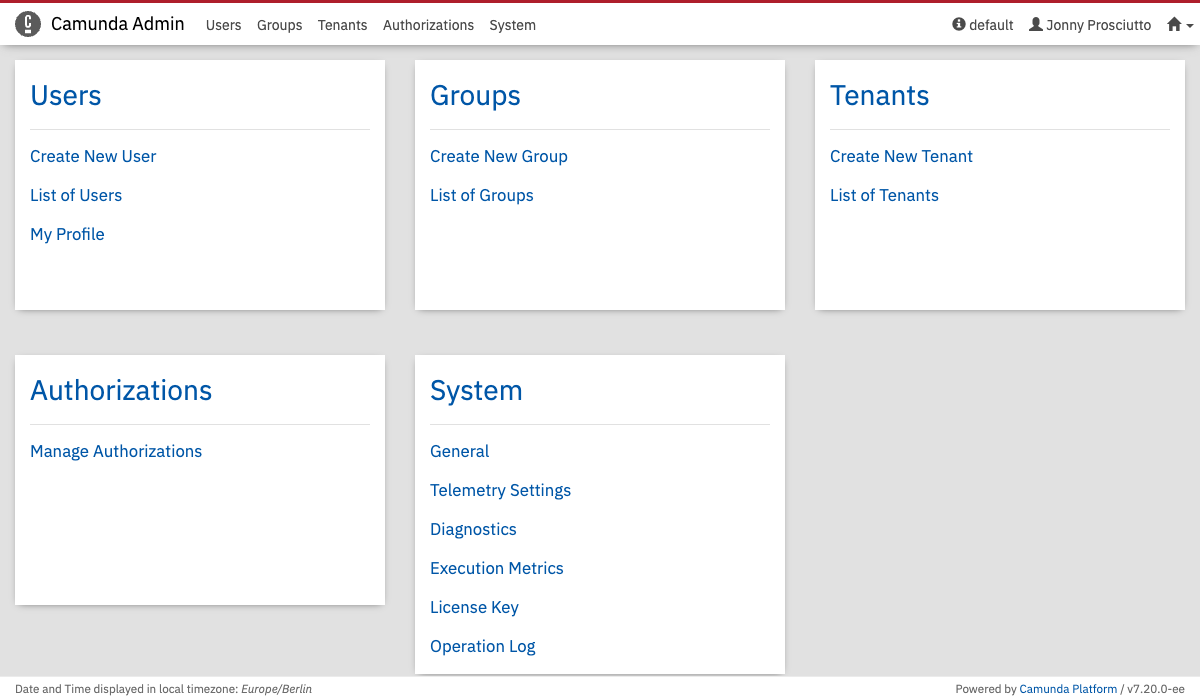 Camunda Admin Users Groups Tenants Authorizations System default Jonny Prosciutto
Users
Create New User
List of Users
My Profile
Groups
Create New Group
List of Groups
Tenants
Create New Tenant
List of Tenants
Authorizations
Manage Authorizations
System
General
Telemetry Settings
Diagnostics
Execution Metrics
License Key
Operation Log
Date and Time displayed in local timezone: Europe/Berlin
Powered by Camunda Platform / v7.20.0-ee